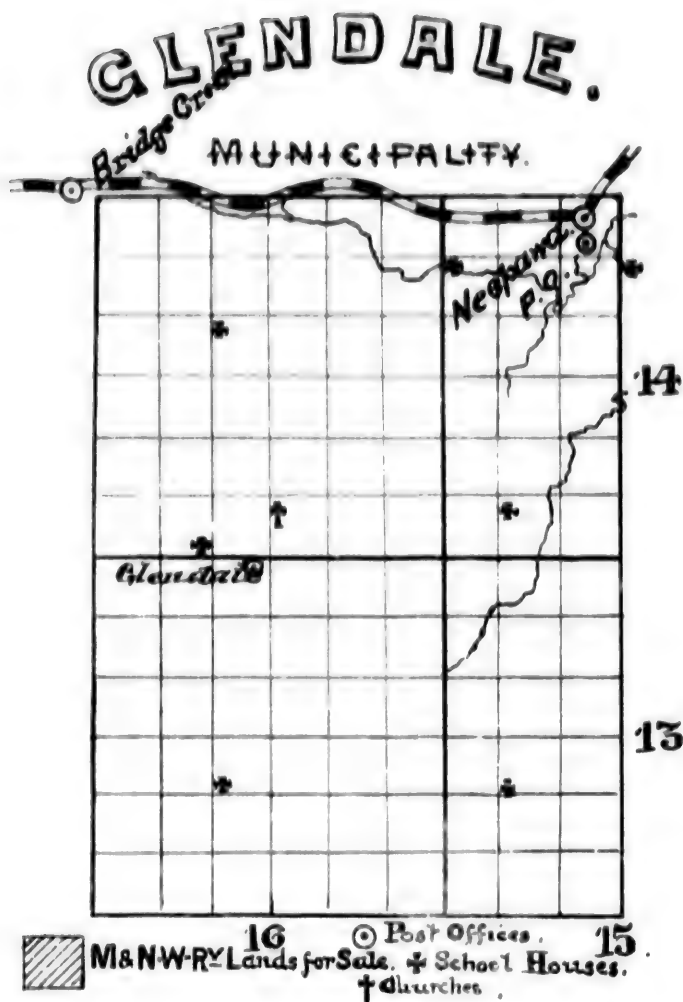 GLENDALE.
MUNICIPALITY.
Bridge Creek
Neepawa.
P.O.
14
Glendale
13
16
15
Post Offices.
M&N-W-RY Lands for Sale. School Houses.
Churches